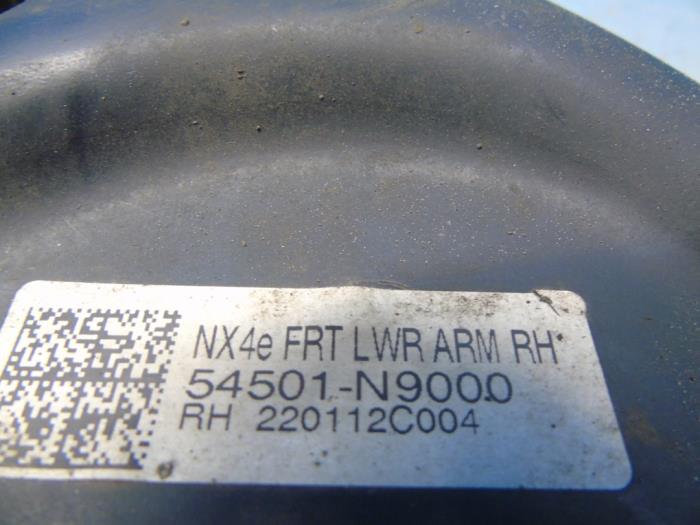 NX4e FRT LWR ARM RH
54501-N9000
RH 220112C004